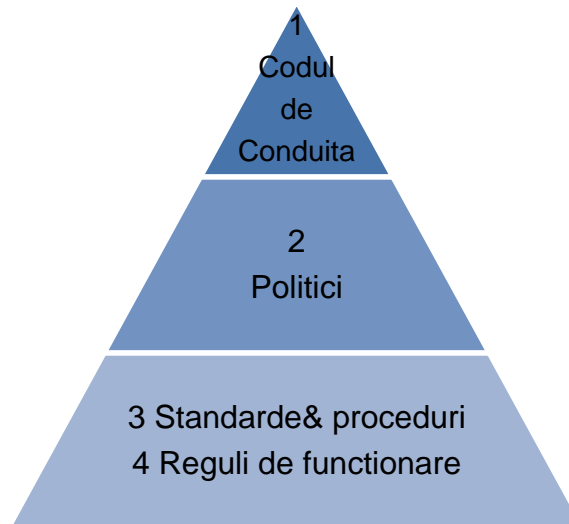 1
Codul
de
Conduita
2
Politici
3 Standarde& proceduri
4 Reguli de functionare